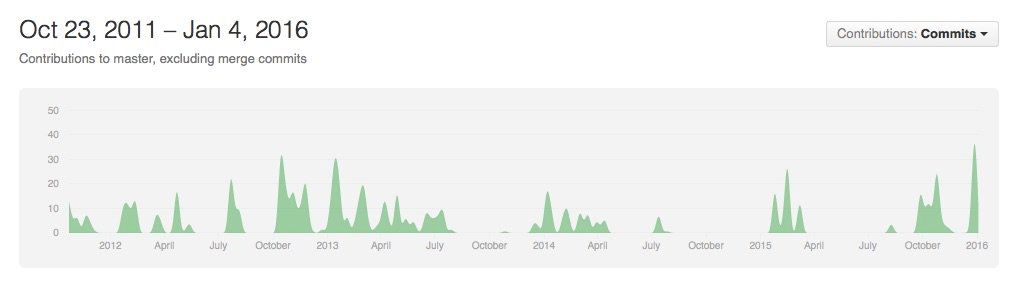 Oct 23, 2011 – Jan 4, 2016
Contributions: Commits
Contributions to master, excluding merge commits
50
40
30
20
10
0
2012 April July October 2013 April July October 2014 April July October 2015 April July October 2016